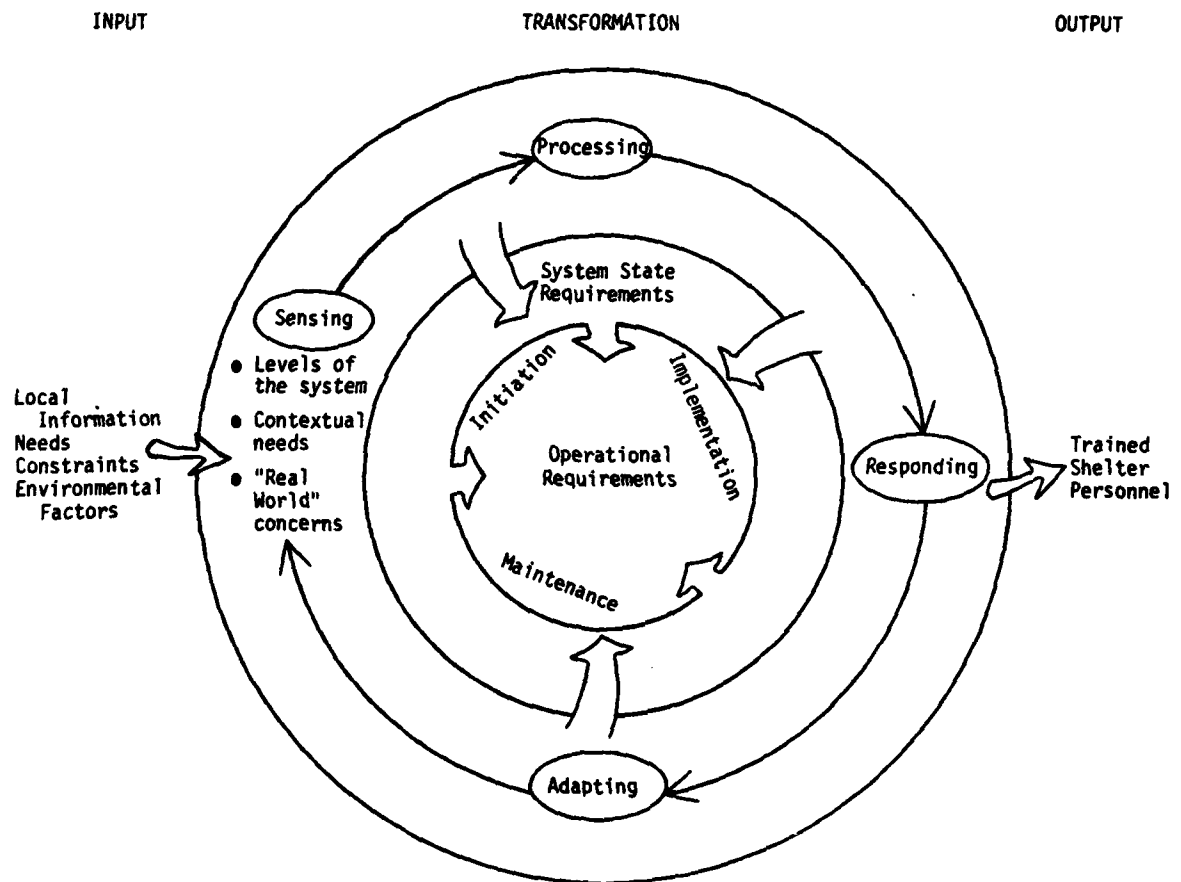 INPUT
TRANSFORMATION
OUTPUT
Processing
System State
Requirements
Sensing
● Levels of
the system
● Contextual
needs
● "Real
World"
concerns
Local
Information
Needs
Constraints
Environmental
Factors
Initiation
Implementation
Operational
Requirements
Maintenance
Responding
Trained
Shelter
Personnel
Adapting